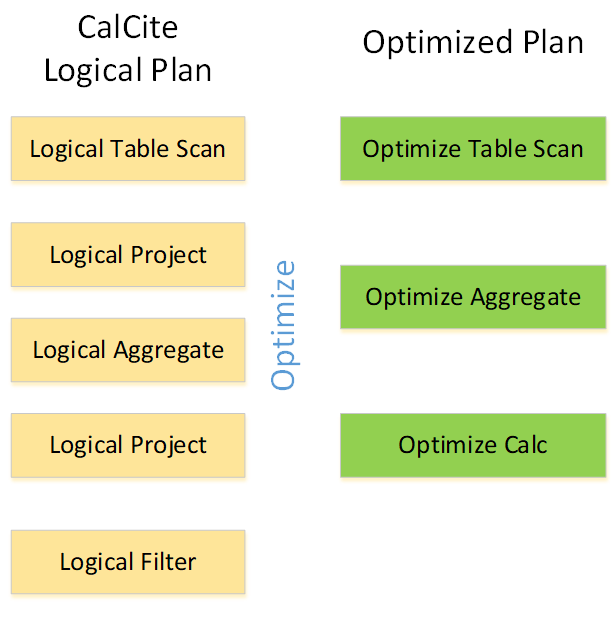 CalCite
Logical Plan
Logical Table Scan
Logical Project
Logical Aggregate
Logical Project
Logical Filter
Optimize
Optimized Plan
Optimize Table Scan
Optimize Aggregate
Optimize Calc